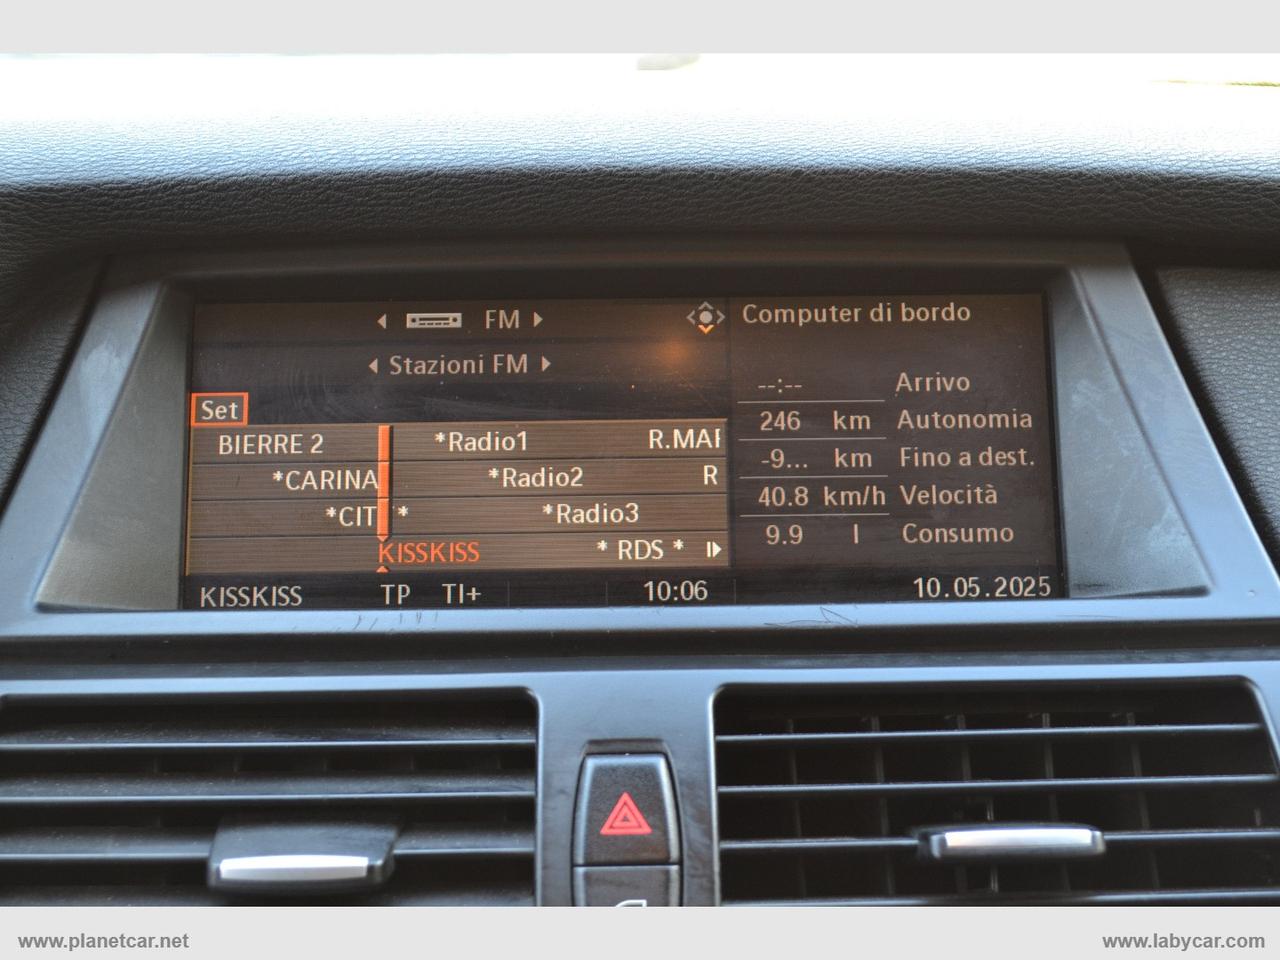 FM
Stazioni FM
Set
BIERRE 2 *Radio1 R.MAI
*CARINA *Radio2 R
*CIT * *Radio3
KISSKISS * RDS *
KISSKISS TP TI+ 10:06 10.05.2025
Computer di bordo
--:-- Arrivo
246 km Autonomia
-9... km Fino a dest.
40.8 km/h Velocità
9.9 l Consumo
www.planetcar.net
www.labycar.com